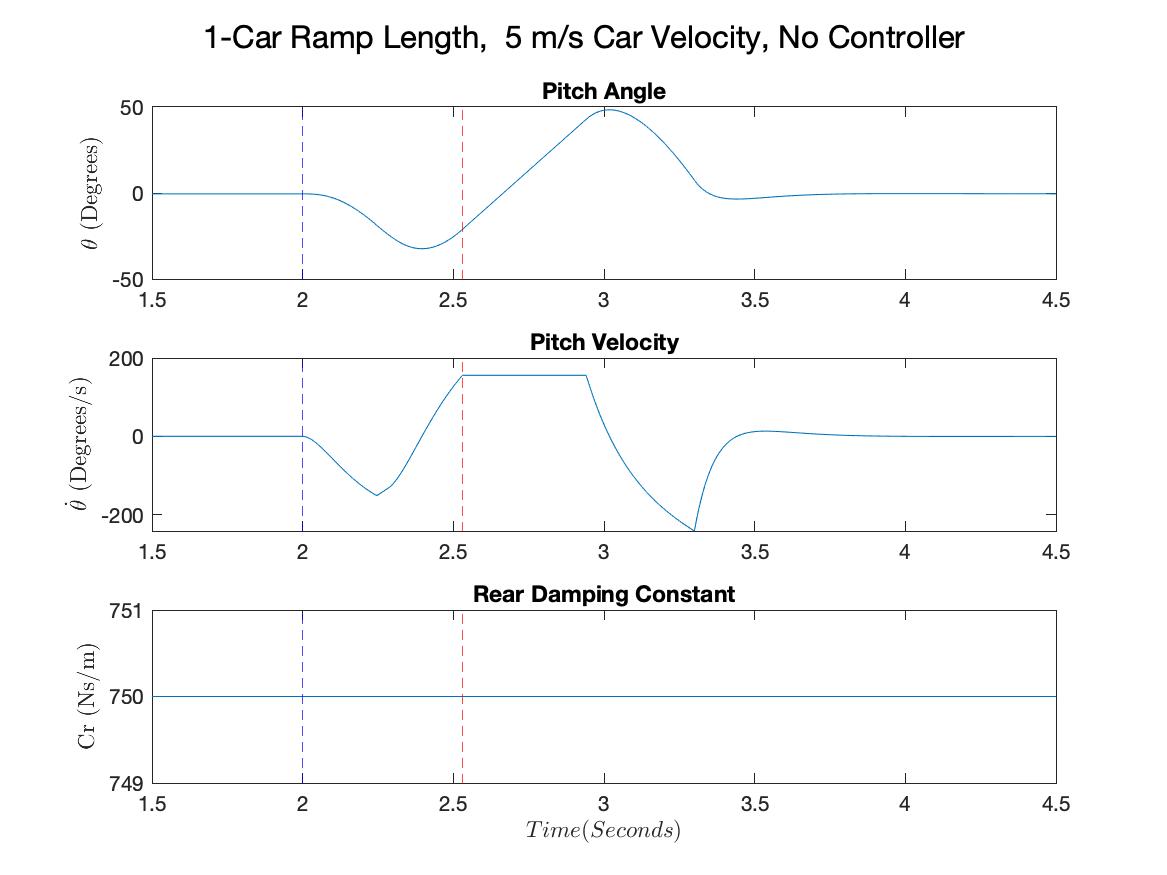 1-Car Ramp Length,  5 m/s Car Velocity, No Controller
Pitch Angle
50
0
-50
θ (Degrees)
1.5 2 2.5 3 3.5 4 4.5
Pitch Velocity
200
0
-200
θ̇ (Degrees/s)
1.5 2 2.5 3 3.5 4 4.5
Rear Damping Constant
751
750
749
Cr (Ns/m)
1.5 2 2.5 3 3.5 4 4.5
Time(Seconds)